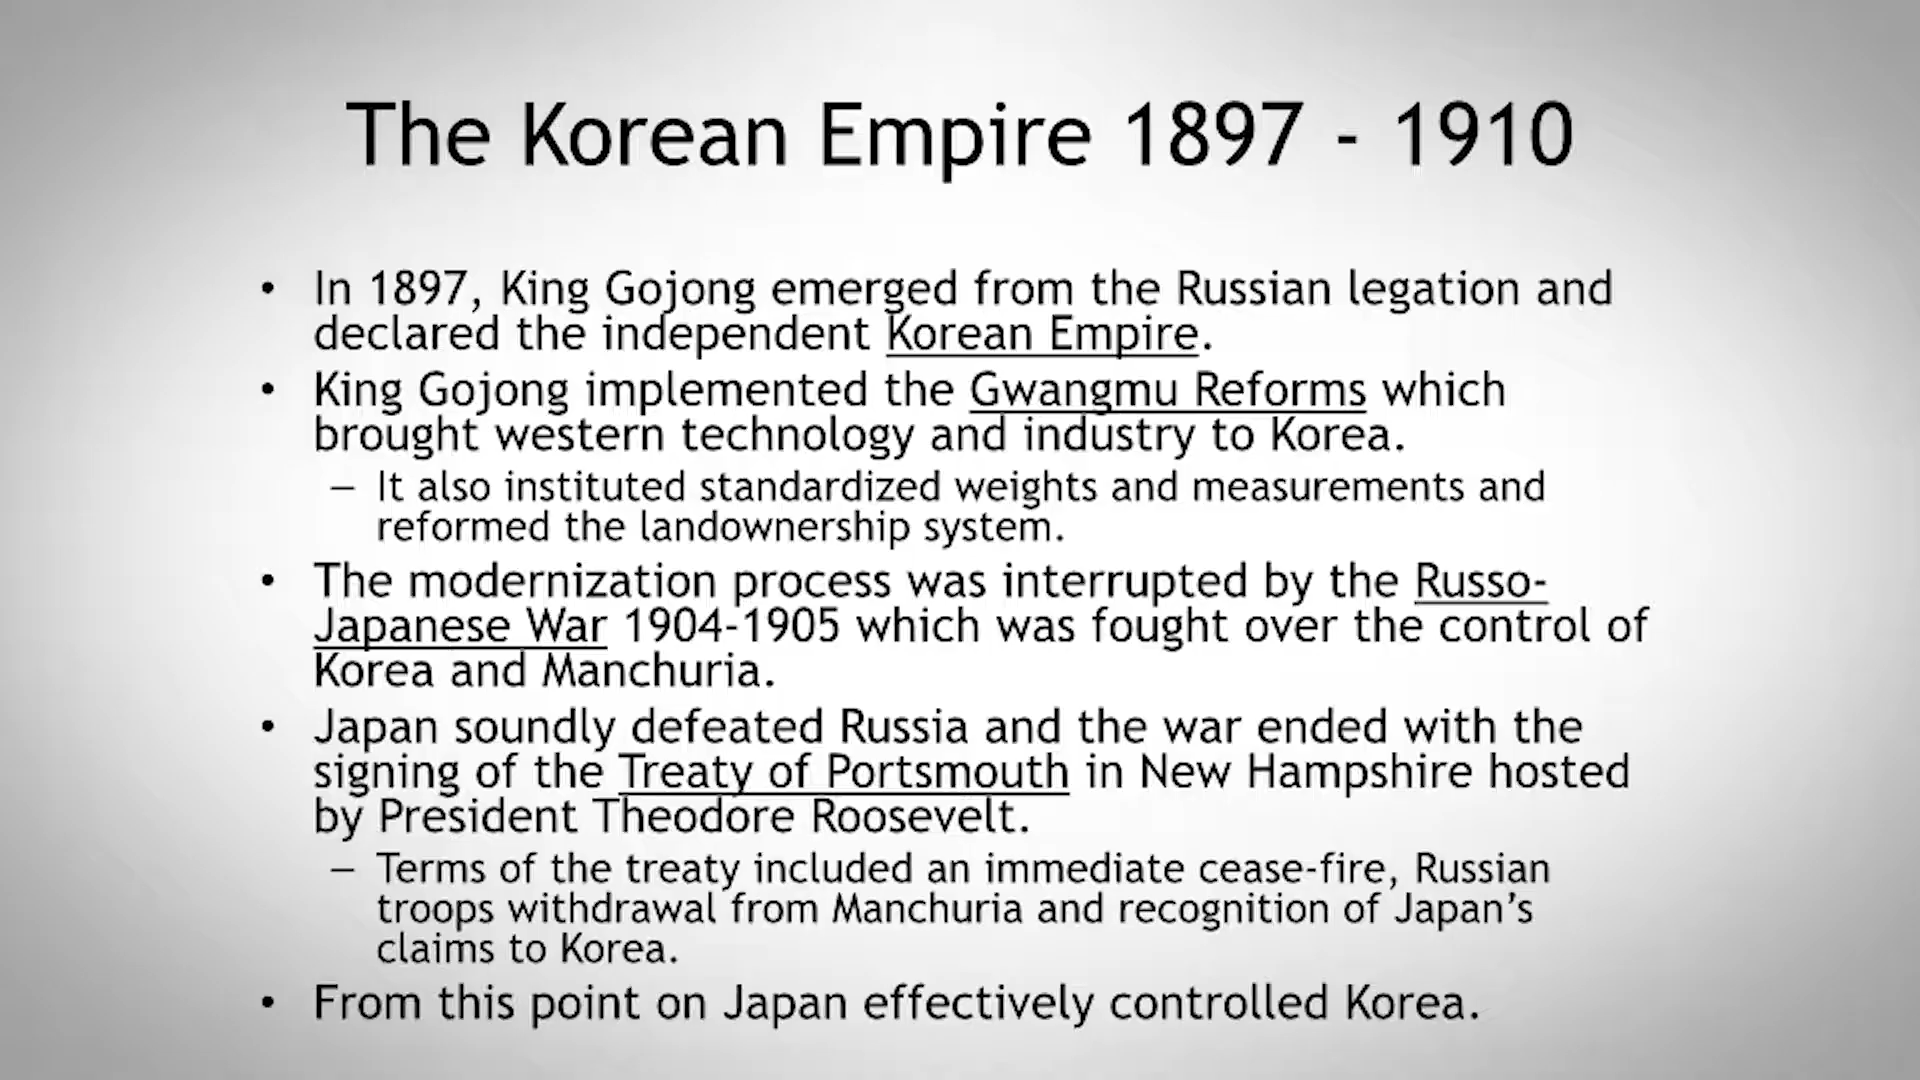 The Korean Empire 1897 - 1910
• In 1897, King Gojong emerged from the Russian legation and
declared the independent Korean Empire.
• King Gojong implemented the Gwangmu Reforms which
brought western technology and industry to Korea.
– It also instituted standardized weights and measurements and
reformed the landownership system.
• The modernization process was interrupted by the Russo-
Japanese War 1904-1905 which was fought over the control of
Korea and Manchuria.
• Japan soundly defeated Russia and the war ended with the
signing of the Treaty of Portsmouth in New Hampshire hosted
by President Theodore Roosevelt.
– Terms of the treaty included an immediate cease-fire, Russian
troops withdrawal from Manchuria and recognition of Japan’s
claims to Korea.
• From this point on Japan effectively controlled Korea.